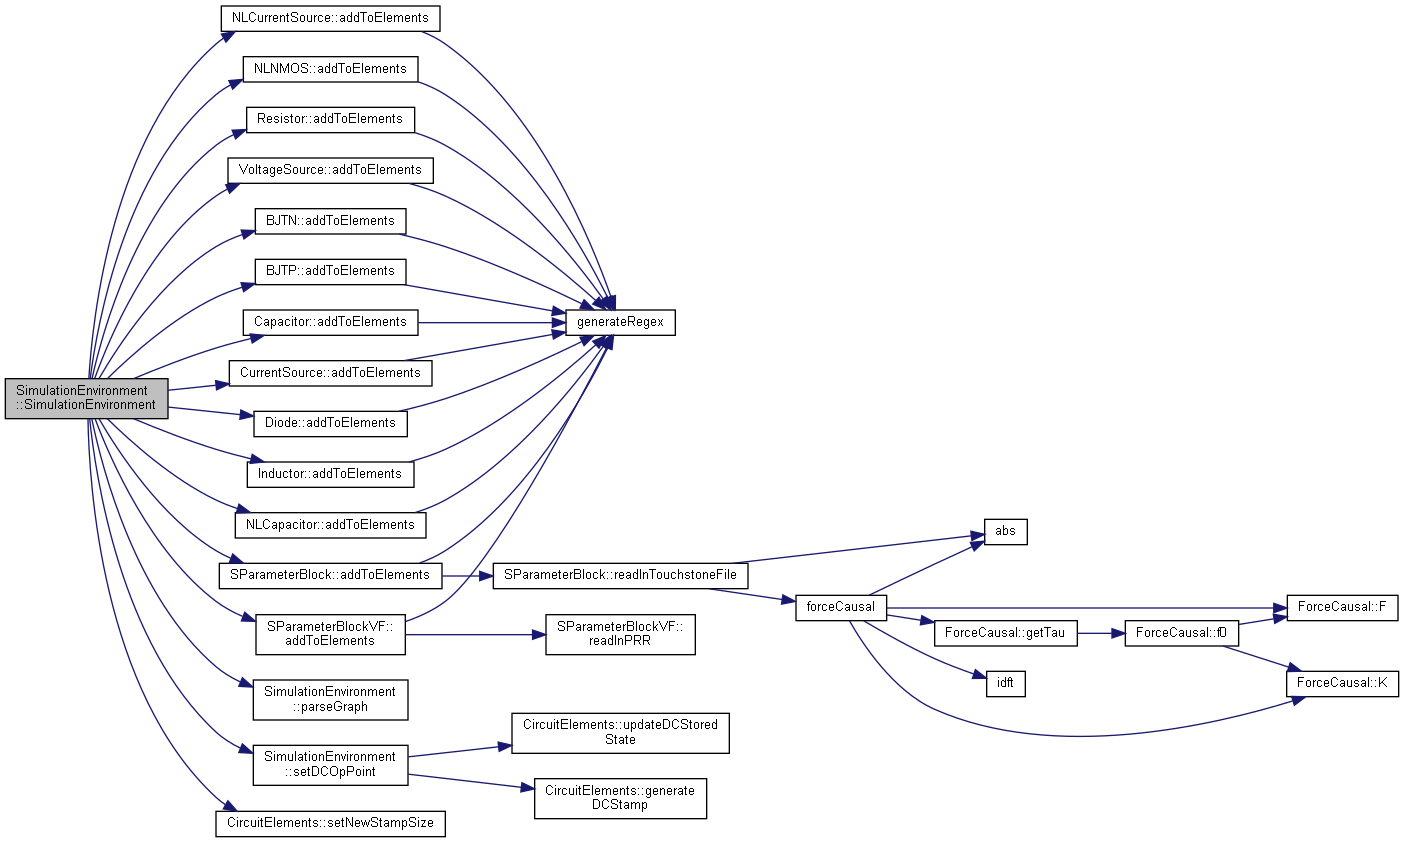 NLCurrentSource::addToElements
NLNMOS::addToElements
Resistor::addToElements
VoltageSource::addToElements
BJTN::addToElements
BJTP::addToElements
Capacitor::addToElements
CurrentSource::addToElements
Diode::addToElements
Inductor::addToElements
NLCapacitor::addToElements
SParameterBlock::addToElements
SParameterBlockVF::
addToElements
SimulationEnvironment
::parseGraph
SimulationEnvironment
::setDCOpPoint
CircuitElements::setNewStampSize
SimulationEnvironment
::SimulationEnvironment
generateRegex
SParameterBlock::readInTouchstoneFile
SParameterBlockVF::
readInPRR
CircuitElements::updateDCStored
State
CircuitElements::generate
DCStamp
forceCausal
abs
ForceCausal::getTau
idft
ForceCausal::fD
ForceCausal::F
ForceCausal::K